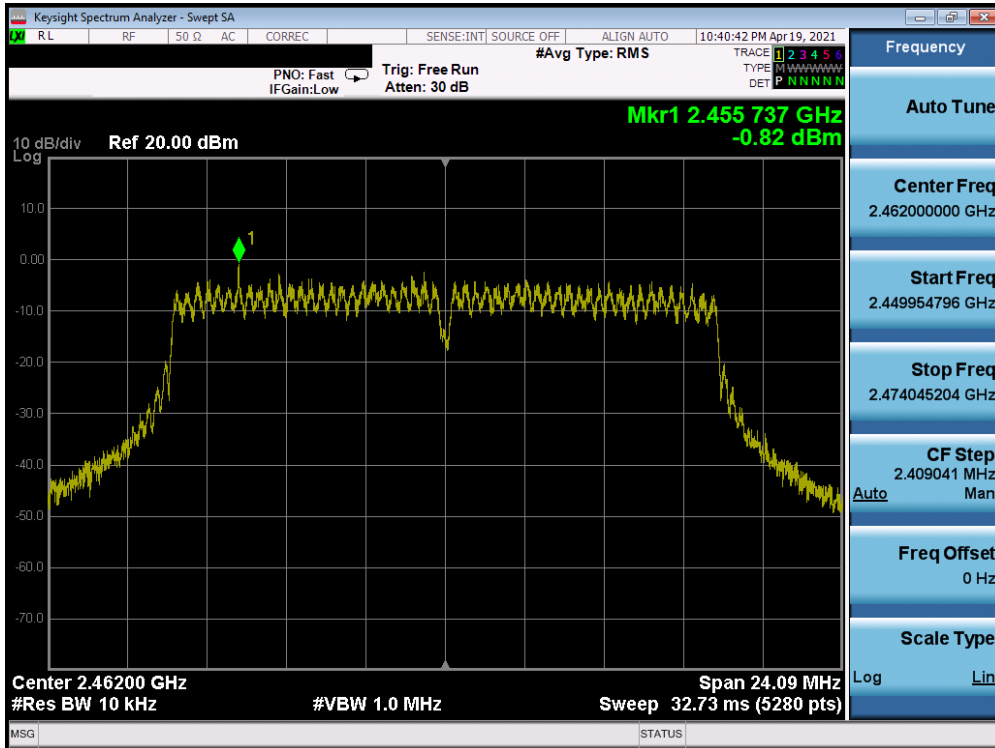 Keysight Spectrum Analyzer - Swept SA
LXI RL RF 50 Ω AC CORREC SENSE:INT SOURCE OFF ALIGN AUTO 10:40:42 PM Apr 19, 2021
#Avg Type: RMS TRACE 1 2 3 4 5 6
PNO: Fast Trig: Free Run TYPE M WWWWW
IFGain:Low Atten: 30 dB DET P N N N N N
Mkr1 2.455 737 GHz
-0.82 dBm
10 dB/div Ref 20.00 dBm
Log
1
10.0
0.00
-10.0
-20.0
-30.0
-40.0
-50.0
-60.0
-70.0
Center 2.46200 GHz Span 24.09 MHz
#Res BW 10 kHz #VBW 1.0 MHz Sweep 32.73 ms (5280 pts)
MSG STATUS
Frequency
Auto Tune
Center Freq
2.462000000 GHz
Start Freq
2.449954796 GHz
Stop Freq
2.474045204 GHz
CF Step
2.409041 MHz
Auto Man
Freq Offset
0 Hz
Scale Type
Log Lin